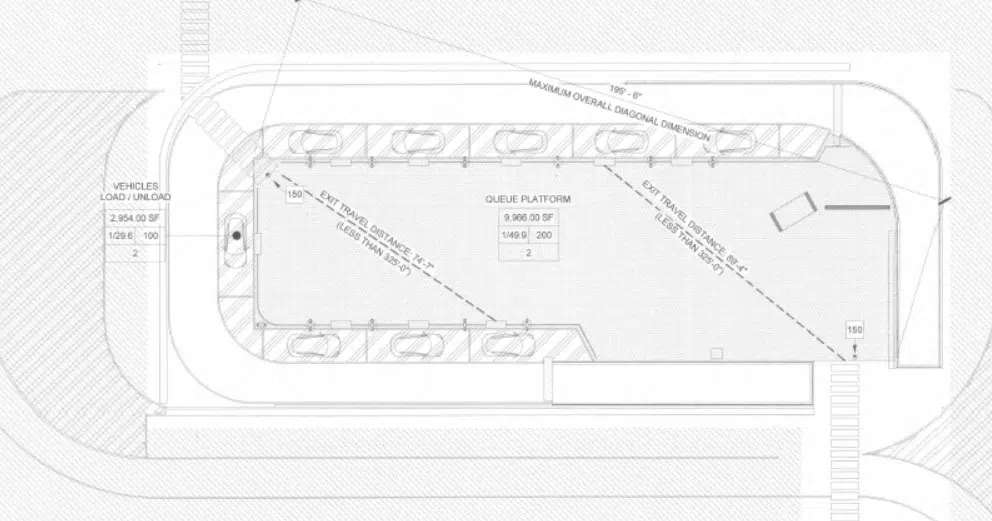 195' - 6"
MAXIMUM OVERALL DIAGONAL DIMENSION
VEHICLES
LOAD / UNLOAD
2,954.00 SF
1/29.6 100
2
150
EXIT TRAVEL DISTANCE: 74'-7"
(LESS THAN 325'-0")
QUEUE PLATFORM
9,966.00 SF
1/49.9 200
2
EXIT TRAVEL DISTANCE: 89'-4"
(LESS THAN 325'-0")
150